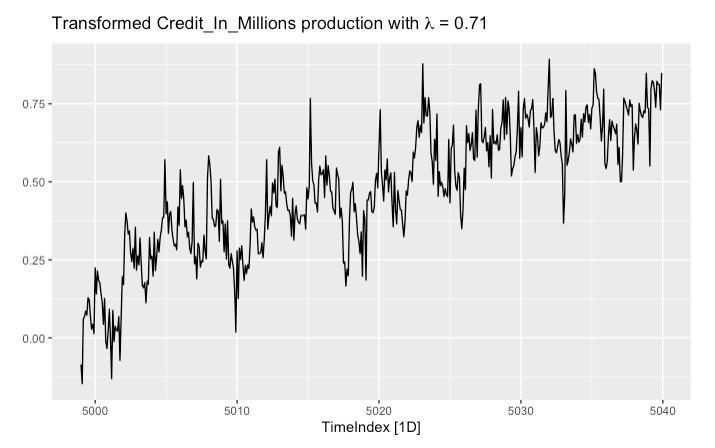 Transformed Credit_In_Millions production with λ = 0.71
0.75
0.50
0.25
0.00
5000 5010 5020 5030 5040
TimeIndex [1D]